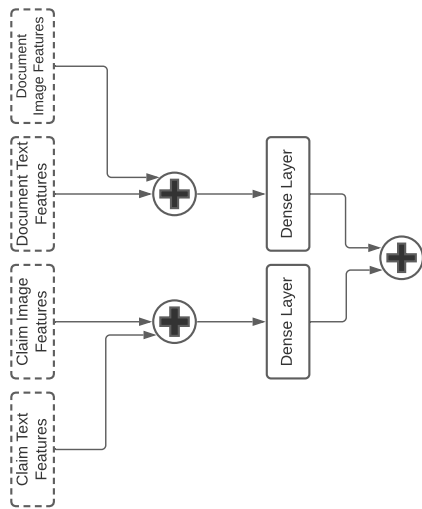 Document
Image Features
Document Text
Features
Dense Layer
Claim Image
Features
Dense Layer
Claim Text
Features